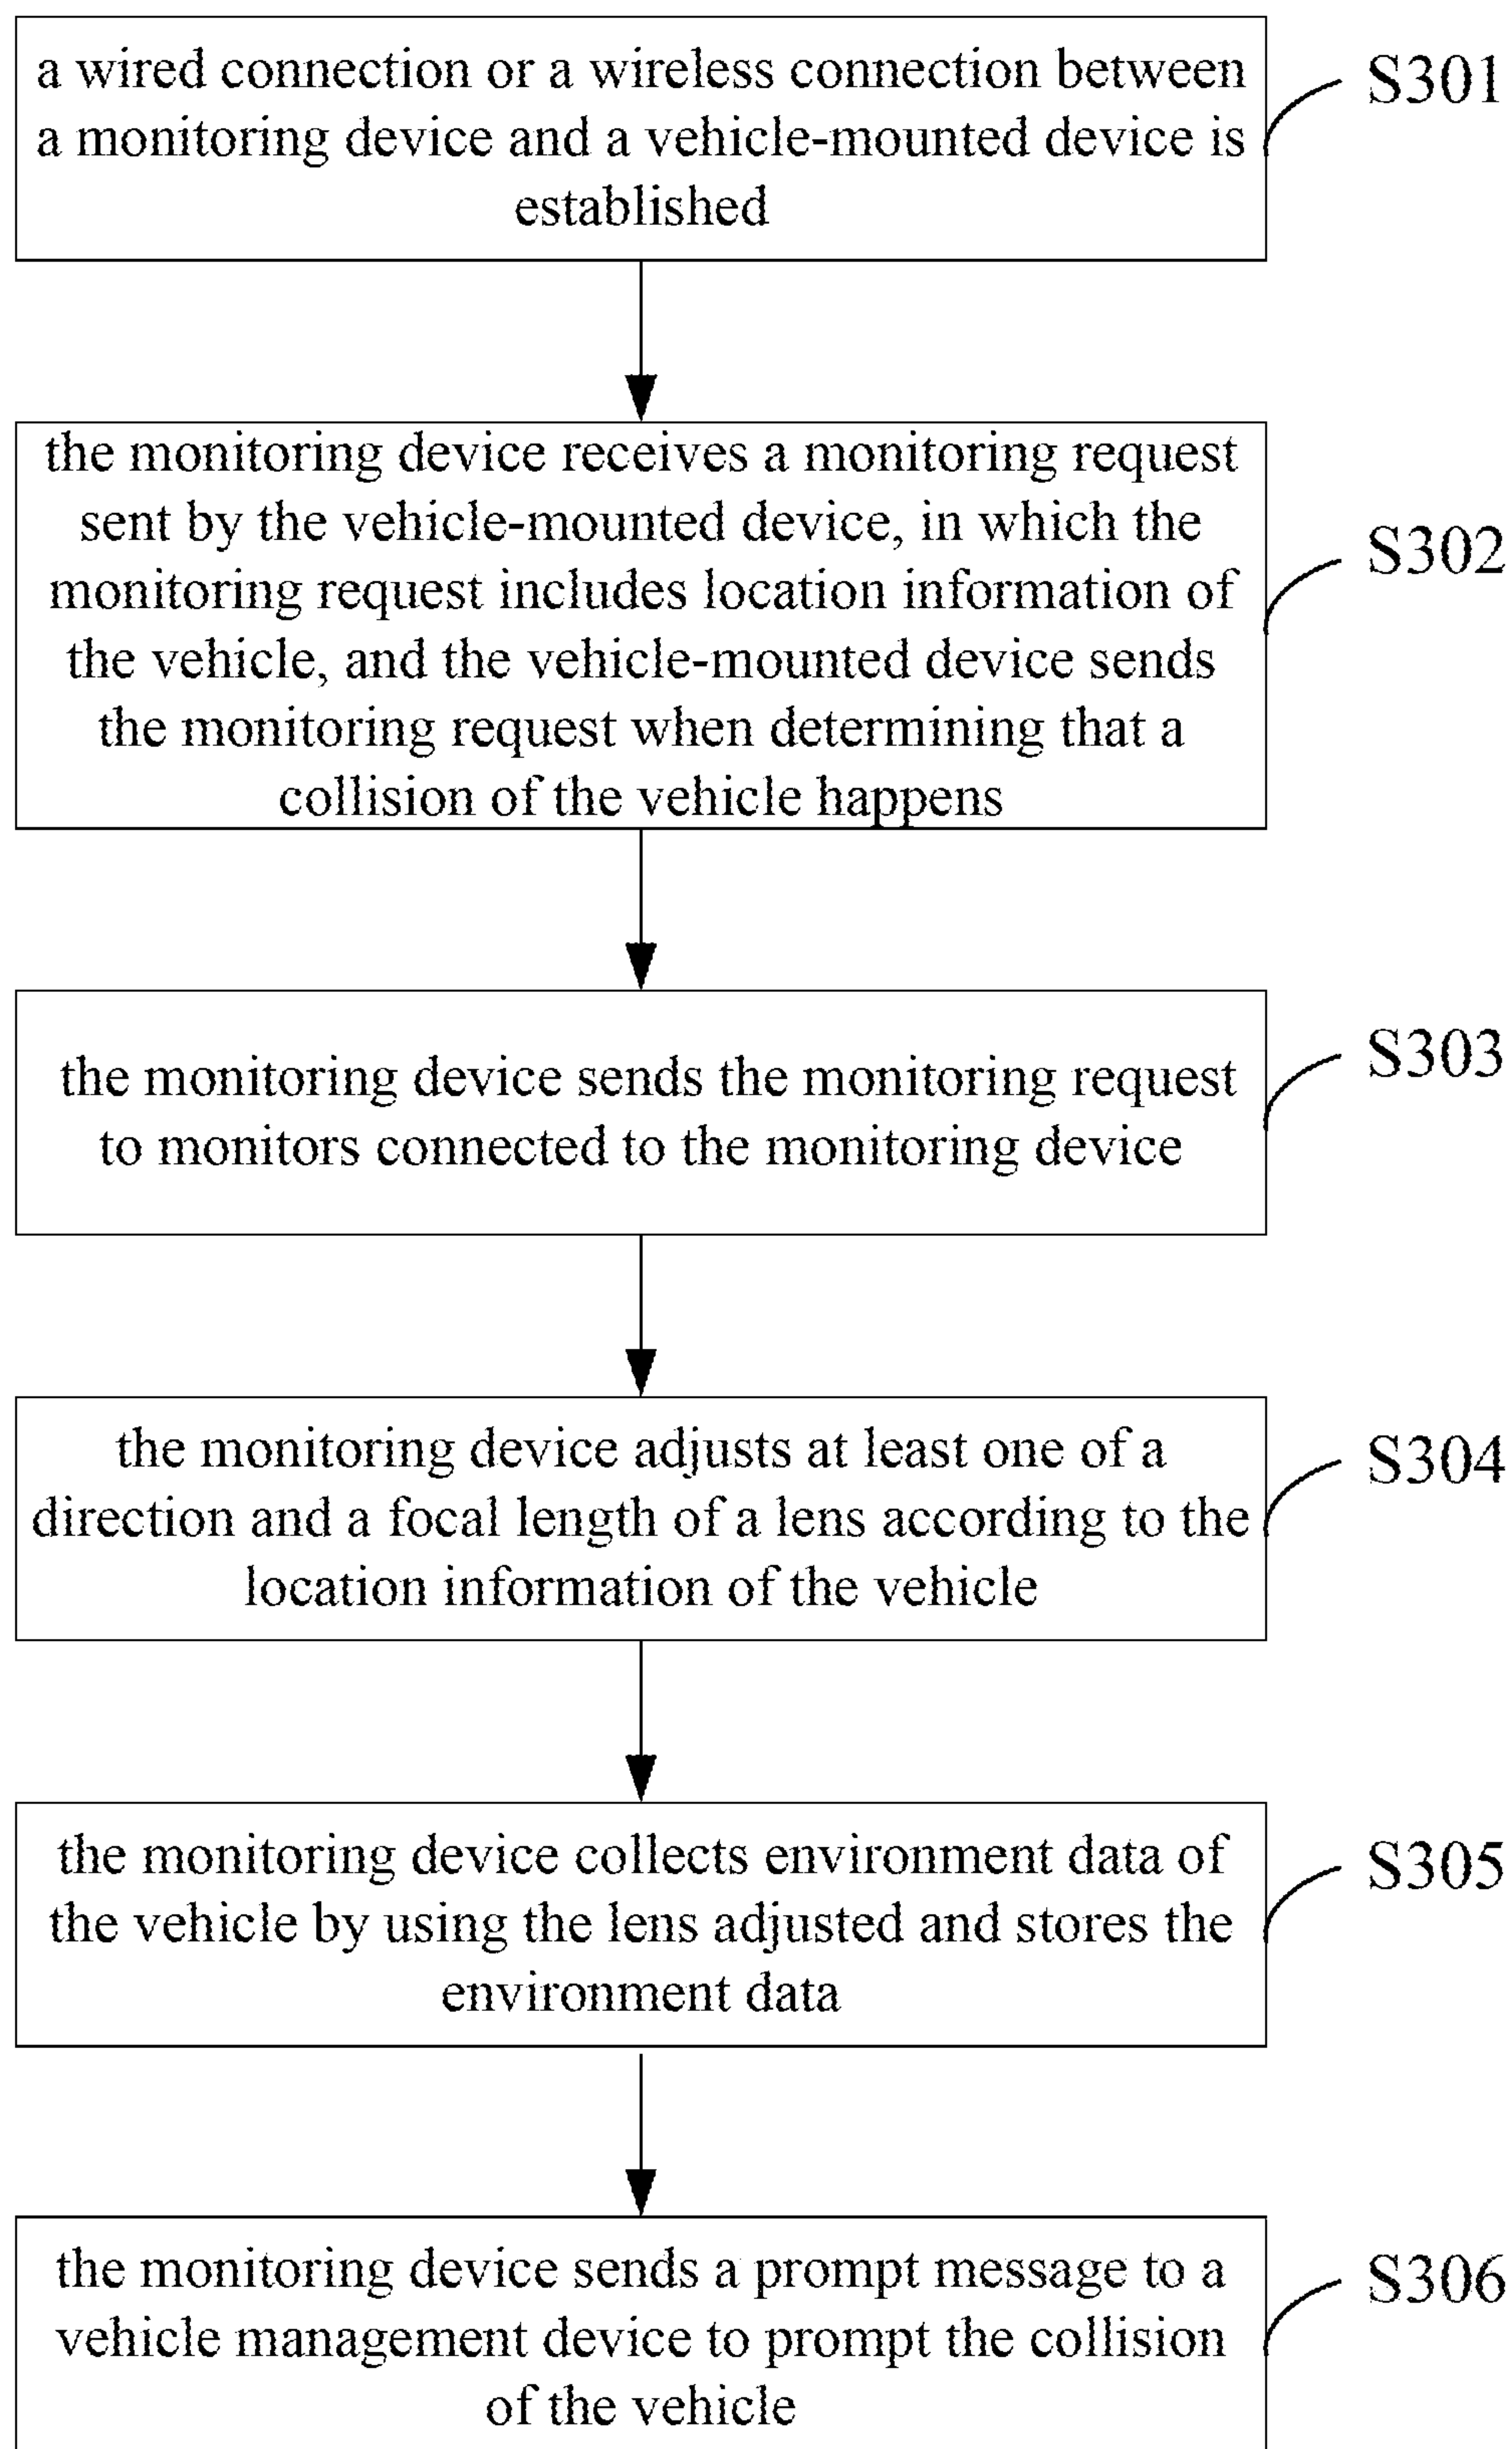 a wired connection or a wireless connection between
a monitoring device and a vehicle-mounted device is
established
S301
the monitoring device receives a monitoring request
sent by the vehicle-mounted device, in which the
monitoring request includes location information of
the vehicle, and the vehicle-mounted device sends
the monitoring request when determining that a
collision of the vehicle happens
S302
the monitoring device sends the monitoring request
to monitors connected to the monitoring device
S303
the monitoring device adjusts at least one of a
direction and a focal length of a lens according to the
location information of the vehicle
S304
the monitoring device collects environment data of
the vehicle by using the lens adjusted and stores the
environment data
S305
the monitoring device sends a prompt message to a
vehicle management device to prompt the collision
of the vehicle
S306